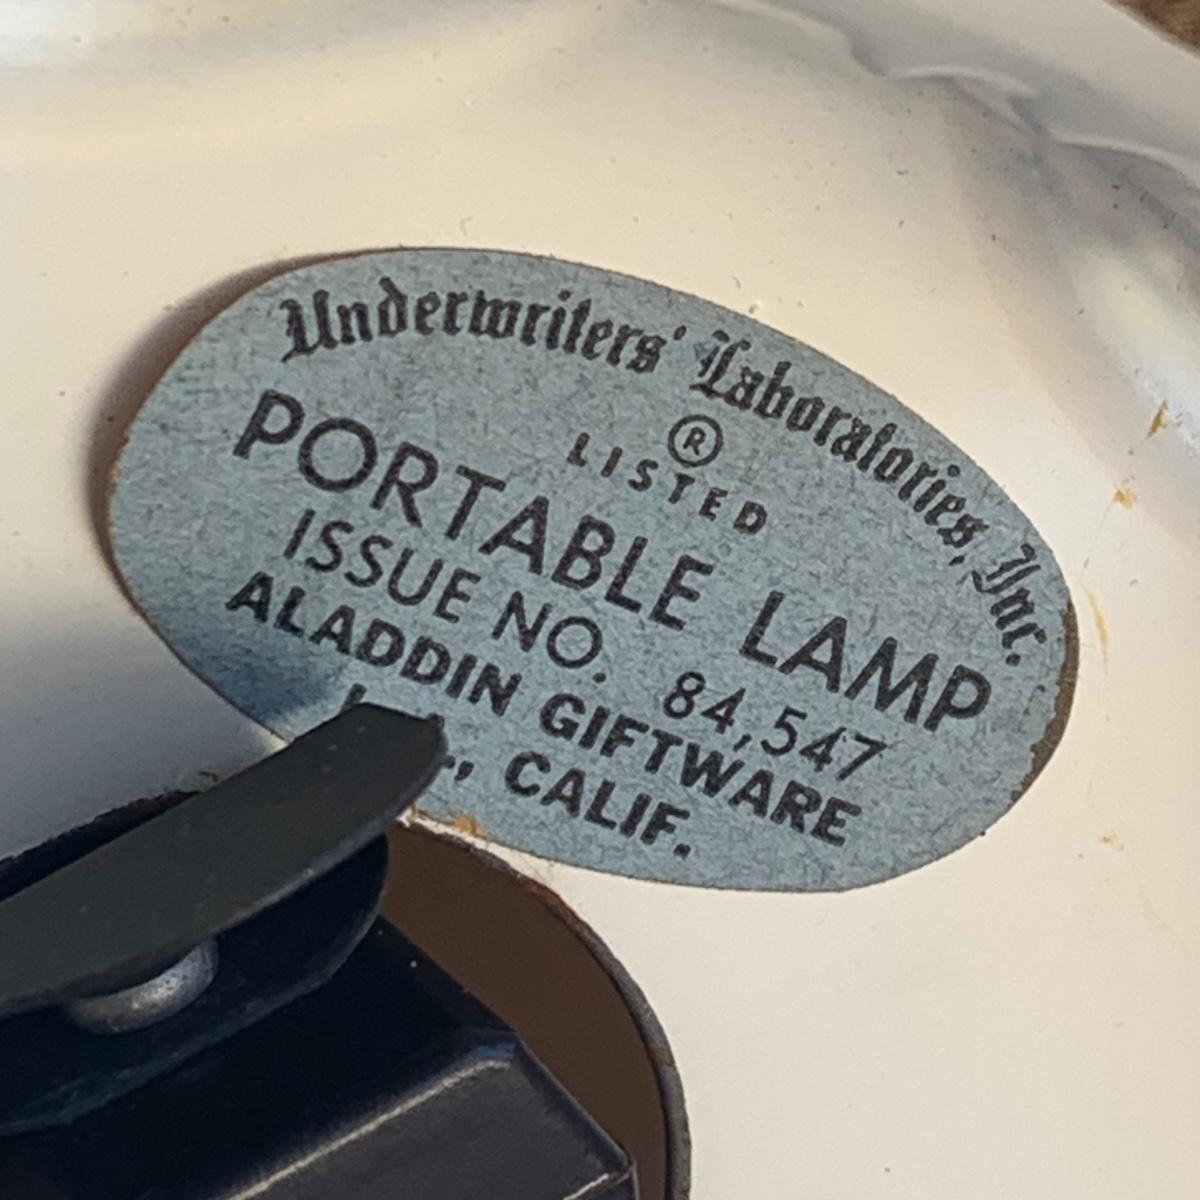 Underwriters' Laboratories, Inc.
®
LISTED
PORTABLE LAMP
ISSUE NO. 84,547
ALADDIN GIFTWARE
CALIF.